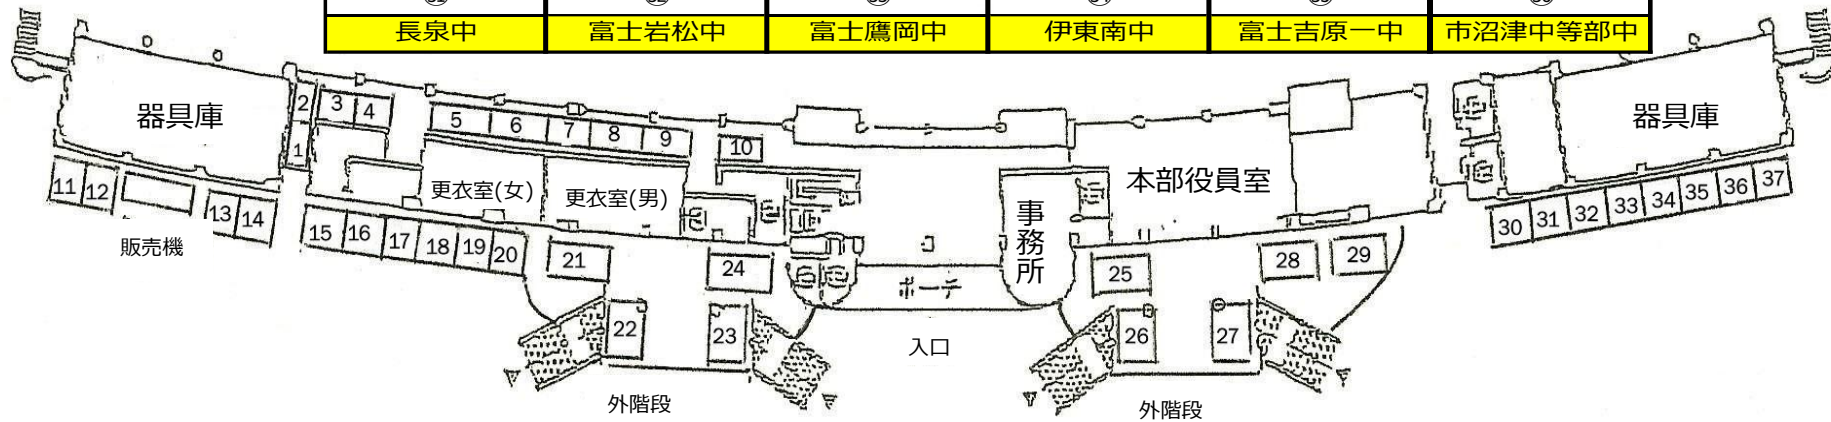 長泉中 富士岩松中 富士鷹岡中 伊東南中 富士吉原一中 市沼津中等部中
器具庫 2 3 4 5 6 7 8 9 10 器具庫
1
11 12 13 14 更衣室(女) 更衣室(男) 本部役員室
販売機 15 16 17 18 19 20 21 24 事務所 25 28 29 30 31 32 33 34 35 36 37
ポーチ
22 23 26 27
入口
外階段 外階段